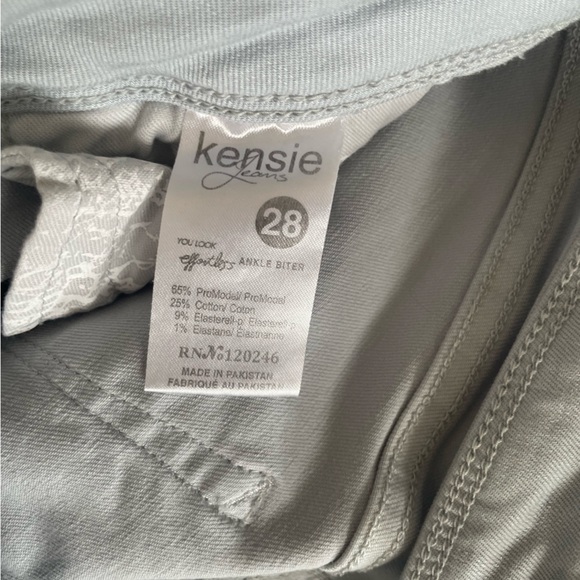 kensie
Jeans
28
YOU LOOK
effortless ANKLE BITER
65% ProModal/ ProModal
25% Cotton/ Coton
9% Elasterell-p/ Elasterell-p
1% Elastane/ Élasthanne
RN No 120246
MADE IN PAKISTAN
FABRIQUÉ AU PAKISTAN